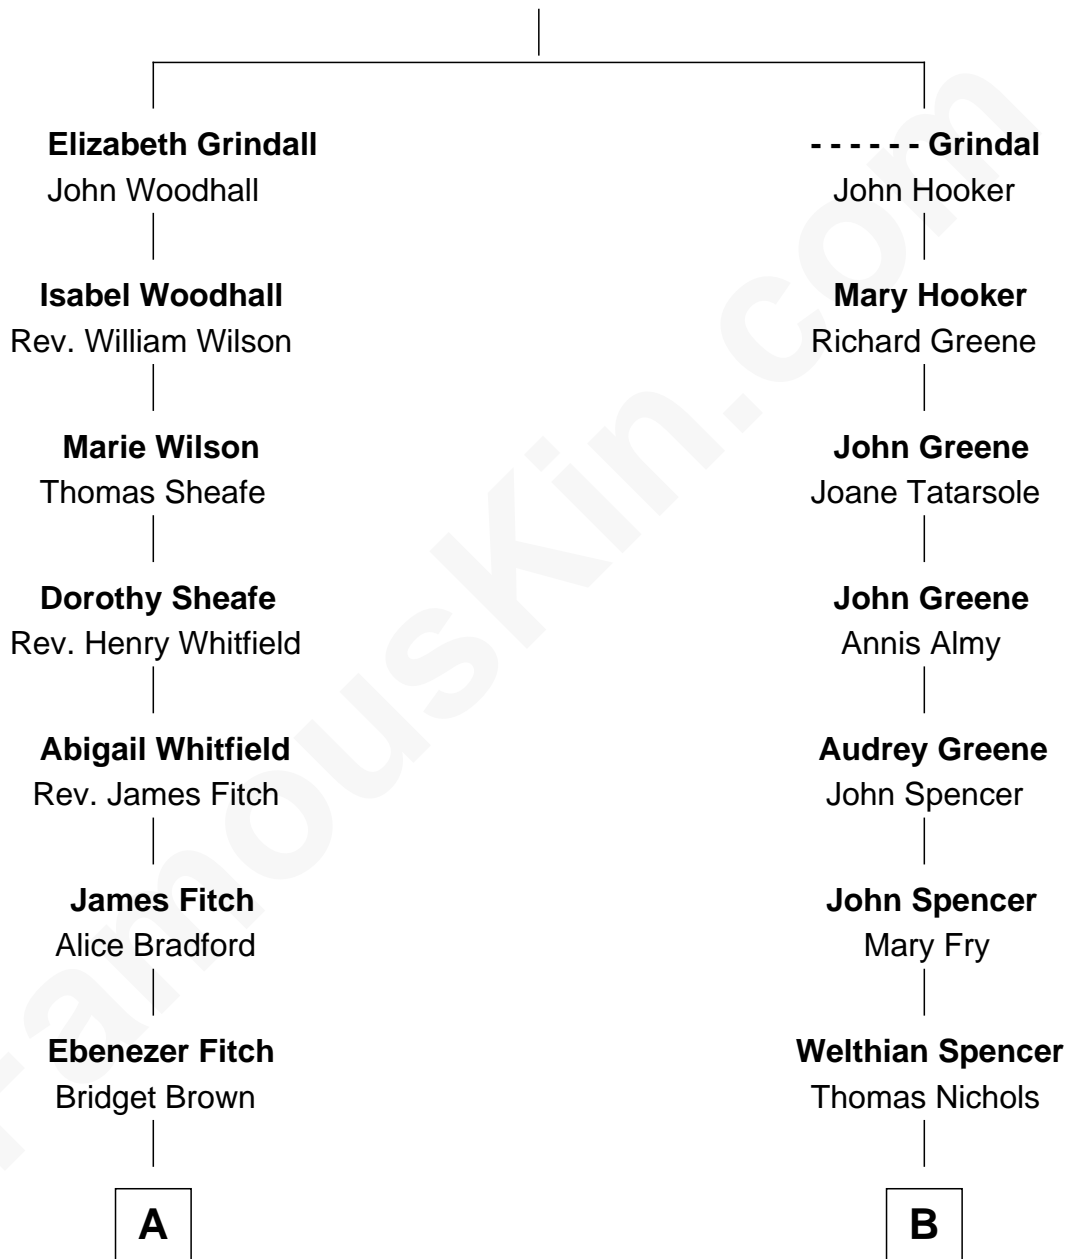 Elizabeth Grindall
John Woodhall
Isabel Woodhall
Rev. William Wilson
Marie Wilson
Thomas Sheafe
Dorothy Sheafe
Rev. Henry Whitfield
Abigail Whitfield
Rev. James Fitch
James Fitch
Alice Bradford
Ebenezer Fitch
Bridget Brown
A
- - - - - - Grindal
John Hooker
Mary Hooker
Richard Greene
John Greene
Joane Tatarsole
John Greene
Annis Almy
Audrey Greene
John Spencer
John Spencer
Mary Fry
Welthian Spencer
Thomas Nichols
B
FamousKin.com